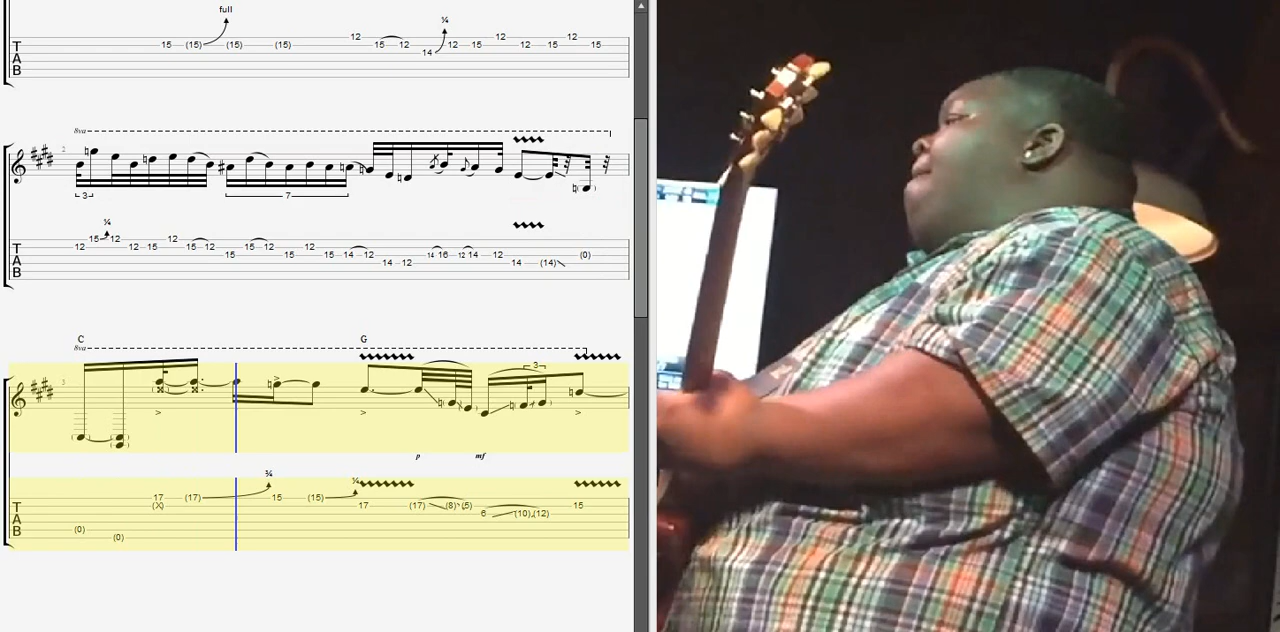 full
1/4
15 (15) (15) (15) 12 15 12 14 12 15 12 12 15 12 15
T
A
B
8va
2
3 7
1/4
12 15 12 12 15 12 15 12 15 15 12 15 12 15 14 12 14 12 14 16 12 14 12 14 (14) (0)
T
A
B
C G
8va
3
3
p mf
3/4 1/4
17 (17) 15 (15) 17 (17) (8) (5) 6 (10) (12) 15
(X)
(0)
(0)
T
A
B